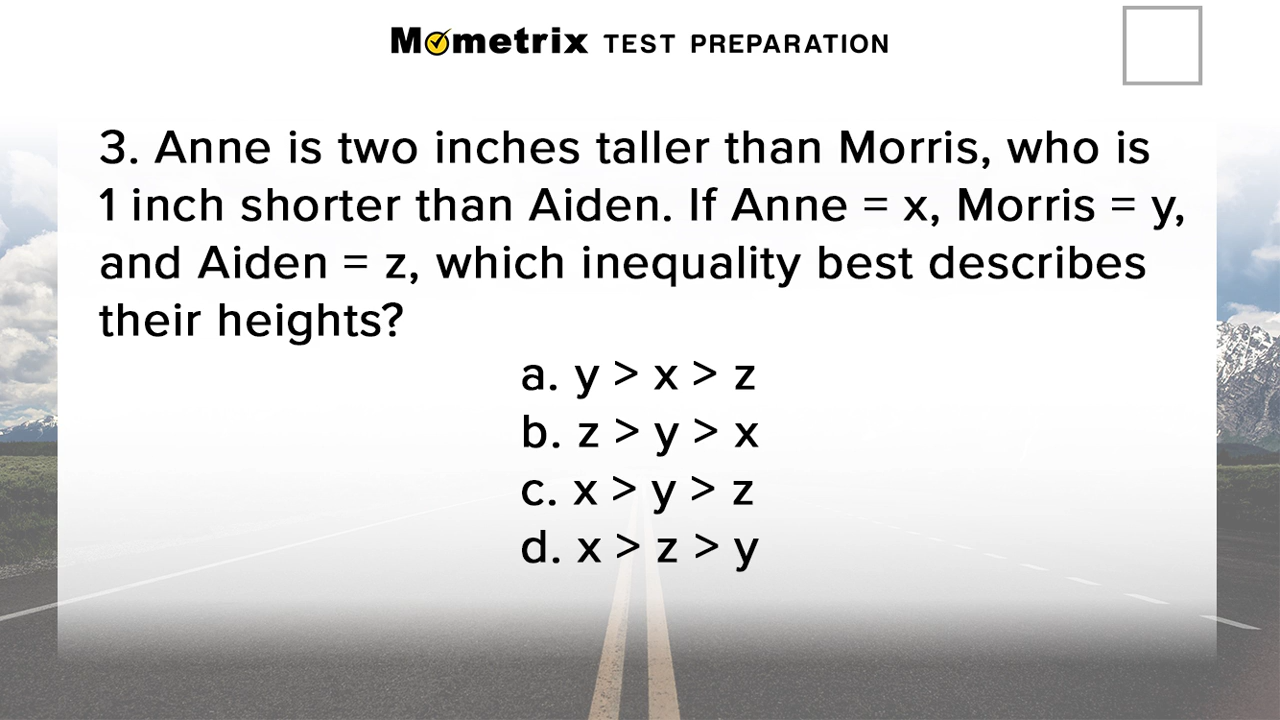 Mometrix TEST PREPARATION
3. Anne is two inches taller than Morris, who is
1 inch shorter than Aiden. If Anne = x, Morris = y,
and Aiden = z, which inequality best describes
their heights?
a. y > x > z
b. z > y > x
c. x > y > z
d. x > z > y